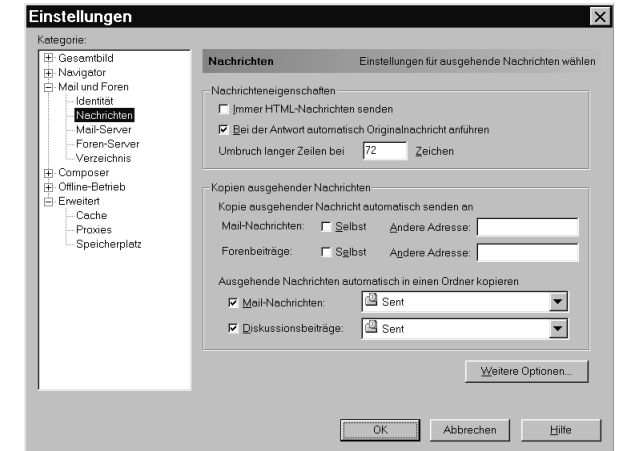 Einstellungen
Kategorie:
Gesamtbild
Navigator
Mail und Foren
Identität
Nachrichten
Mail-Server
Foren-Server
Verzeichnis
Composer
Offline-Betrieb
Erweitert
Cache
Proxies
Speicherplatz
Nachrichten Einstellungen für ausgehende Nachrichten wählen
Nachrichteneigenschaften
Immer HTML-Nachrichten senden
Bei der Antwort automatisch Originalnachricht anführen
Umbruch langer Zeilen bei 72 Zeichen
Kopien ausgehender Nachrichten
Kopie ausgehender Nachricht automatisch senden an
Mail-Nachrichten: Selbst Andere Adresse:
Forenbeiträge: Selbst Andere Adresse:
Ausgehende Nachrichten automatisch in einen Ordner kopieren
Mail-Nachrichten: Sent
Diskussionsbeiträge: Sent
Weitere Optionen...
OK Abbrechen Hilfe